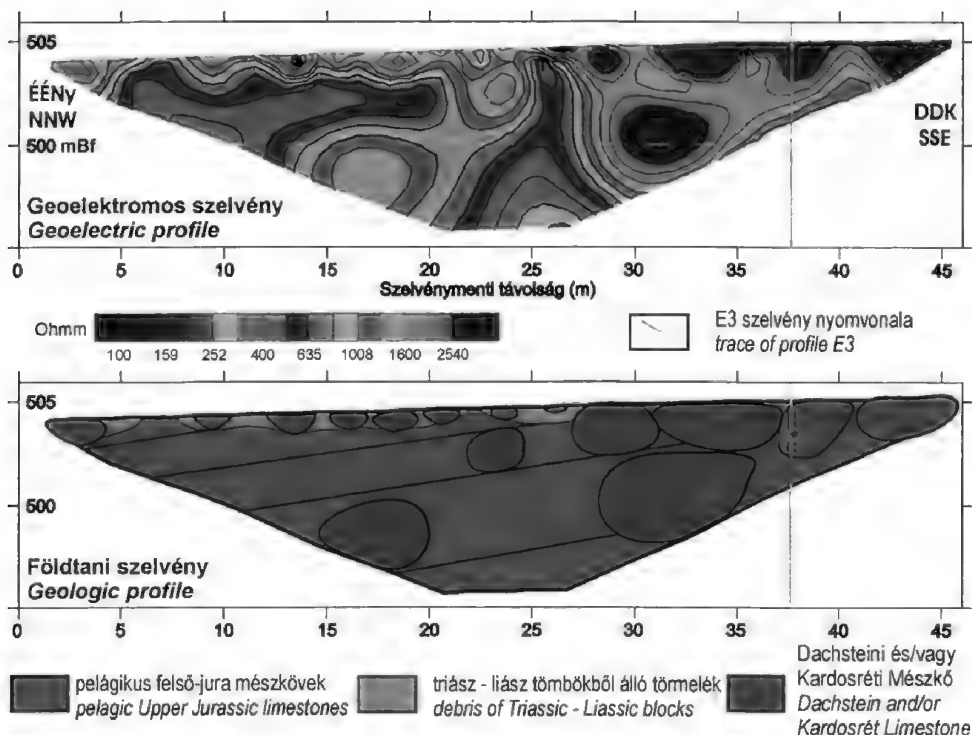 505
ÉÉNy
NNW
500 mBf
DDK
SSE
Geoelektromos szelvény
Geoelectric profile
0 5 10 15 20 25 30 35 40 45
Szelvénymenti távolság (m)
Ohmm
100 159 252 400 635 1008 1600 2540
E3 szelvény nyomvonala
trace of profile E3
505
500
Földtani szelvény
Geologic profile
0 5 10 15 20 25 30 35 40 45
pelágikus felső-jura mészkövek
pelagic Upper Jurassic limestones
triász - liász tömbökből álló törmelék
debris of Triassic - Liassic blocks
Dachsteini és/vagy
Kardosréti Mészkő
Dachstein and/or
Kardosrét Limestone